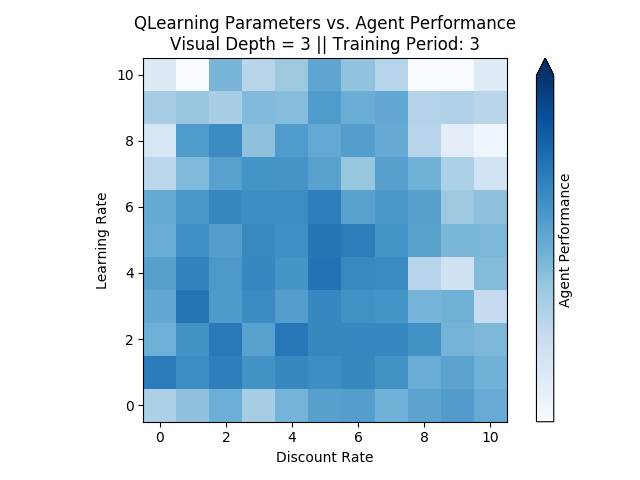 QLearning Parameters vs. Agent Performance
Visual Depth = 3 || Training Period: 3
10
8
6
4
2
0
Learning Rate
0 2 4 6 8 10
Discount Rate
Agent Performance